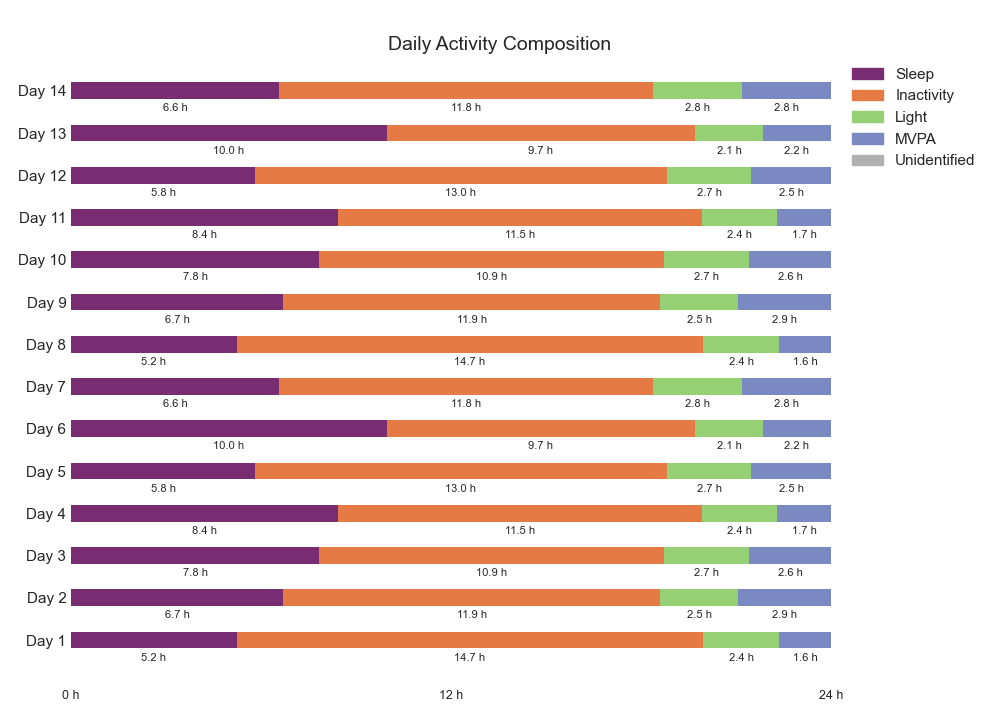 Daily Activity Composition
Sleep
Inactivity
Light
MVPA
Unidentified
Day 14
6.6 h 11.8 h 2.8 h 2.8 h
Day 13
10.0 h 9.7 h 2.1 h 2.2 h
Day 12
5.8 h 13.0 h 2.7 h 2.5 h
Day 11
8.4 h 11.5 h 2.4 h 1.7 h
Day 10
7.8 h 10.9 h 2.7 h 2.6 h
Day 9
6.7 h 11.9 h 2.5 h 2.9 h
Day 8
5.2 h 14.7 h 2.4 h 1.6 h
Day 7
6.6 h 11.8 h 2.8 h 2.8 h
Day 6
10.0 h 9.7 h 2.1 h 2.2 h
Day 5
5.8 h 13.0 h 2.7 h 2.5 h
Day 4
8.4 h 11.5 h 2.4 h 1.7 h
Day 3
7.8 h 10.9 h 2.7 h 2.6 h
Day 2
6.7 h 11.9 h 2.5 h 2.9 h
Day 1
5.2 h 14.7 h 2.4 h 1.6 h
0 h 12 h 24 h